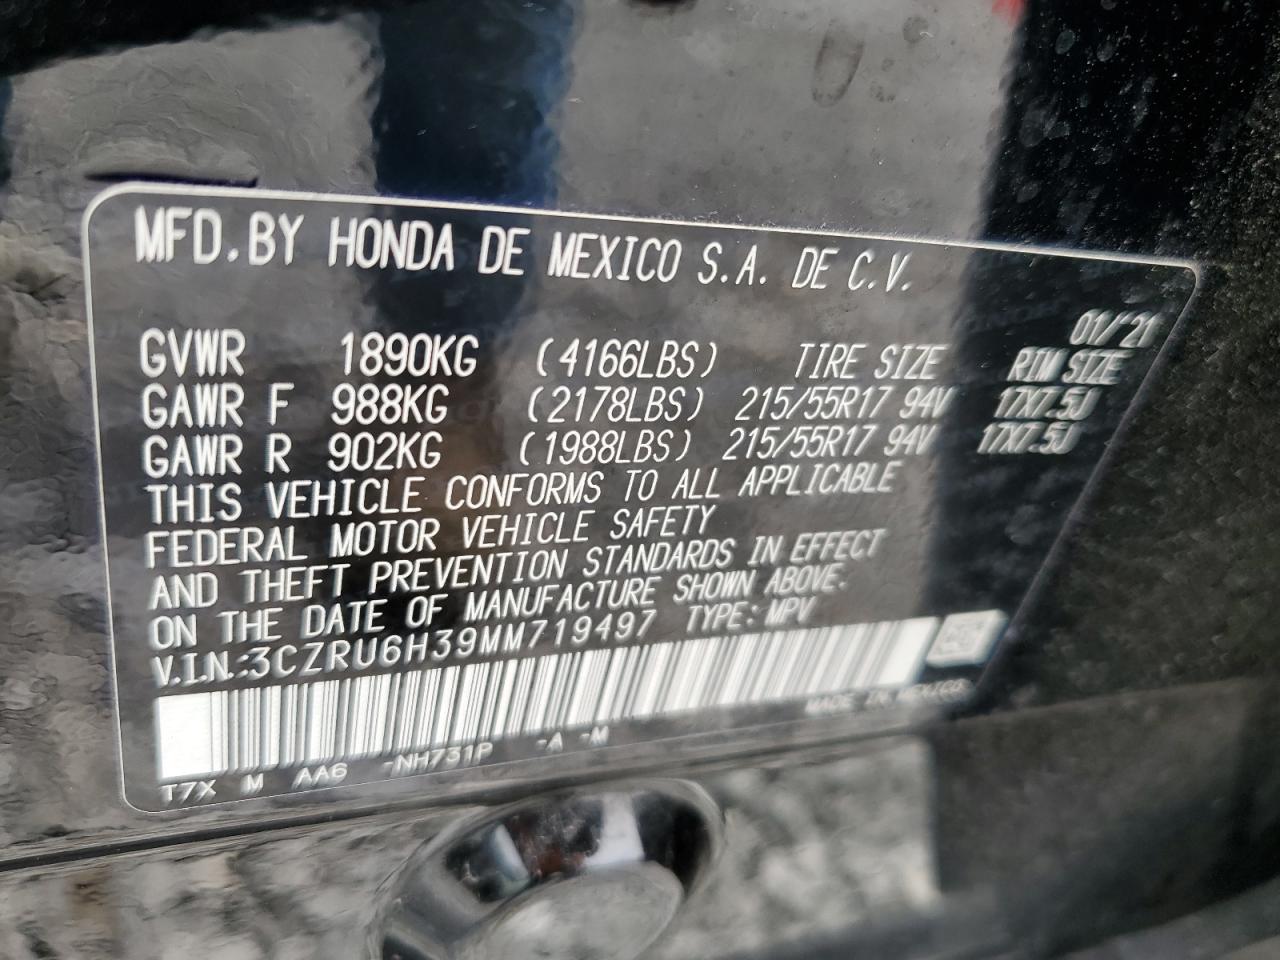 MFD. BY HONDA DE MEXICO S.A. DE C.V.
01/'21
GVWR 1890KG (4166LBS) TIRE SIZE RIM SIZE
GAWR F 988KG (2178LBS) 215/55R17 94V 17X7.5J
GAWR R 902KG (1988LBS) 215/55R17 94V 17X7.5J
THIS VEHICLE CONFORMS TO ALL APPLICABLE
FEDERAL MOTOR VEHICLE SAFETY
AND THEFT PREVENTION STANDARDS IN EFFECT
ON THE DATE OF MANUFACTURE SHOWN ABOVE.
V.I.N.:3CZRU6H39MM719497 TYPE: MPV
MADE IN MEXICO
T7X M AA6 -NH731P -A -M